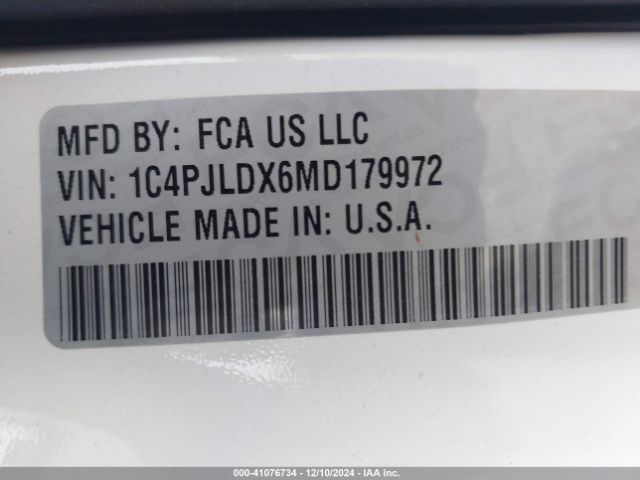 MFD BY: FCA US LLC
VIN: 1C4PJLDX6MD179972
VEHICLE MADE IN: U.S.A.
000-41076734 - 12/10/2024 - IAA Inc.